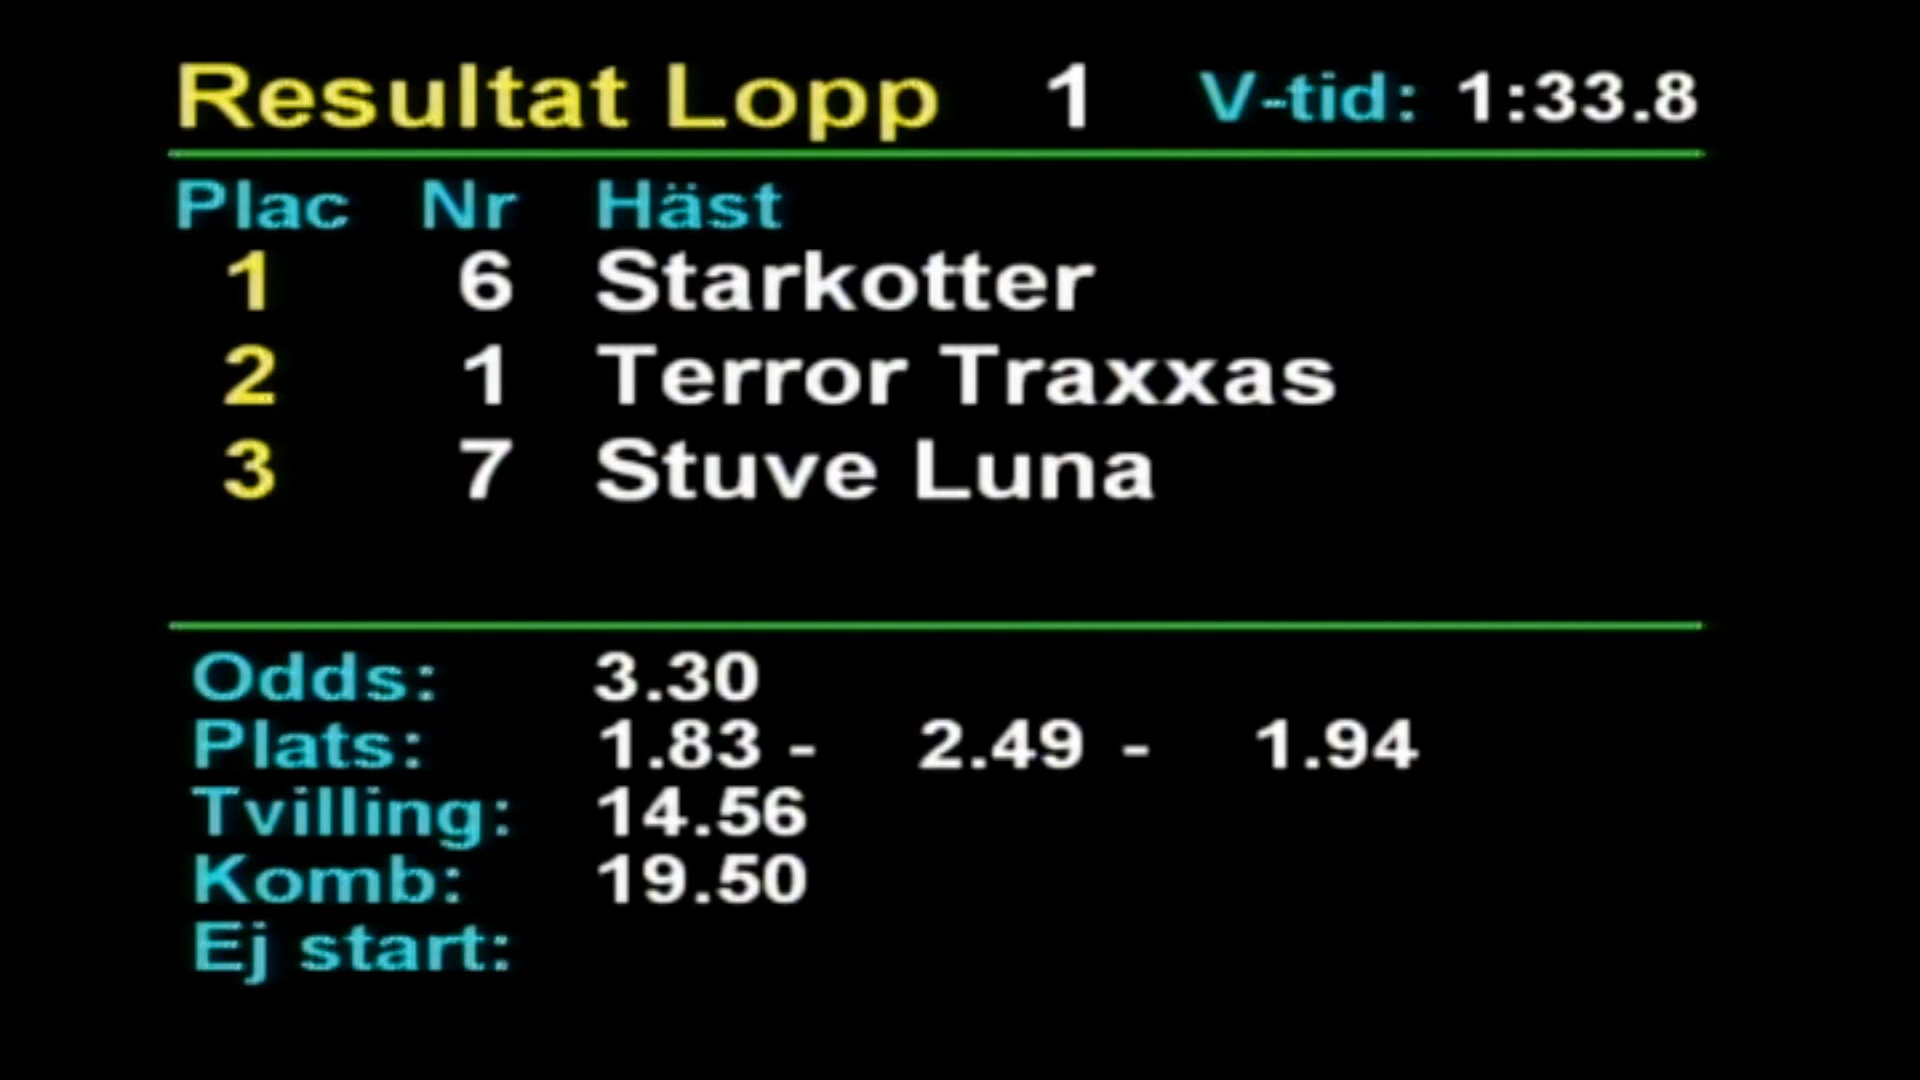 Resultat Lopp 1 V-tid: 1:33.8
Plac Nr Häst
1 6 Starkotter
2 1 Terror Traxxas
3 7 Stuve Luna
Odds: 3.30
Plats: 1.83 - 2.49 - 1.94
Tvilling: 14.56
Komb: 19.50
Ej start: